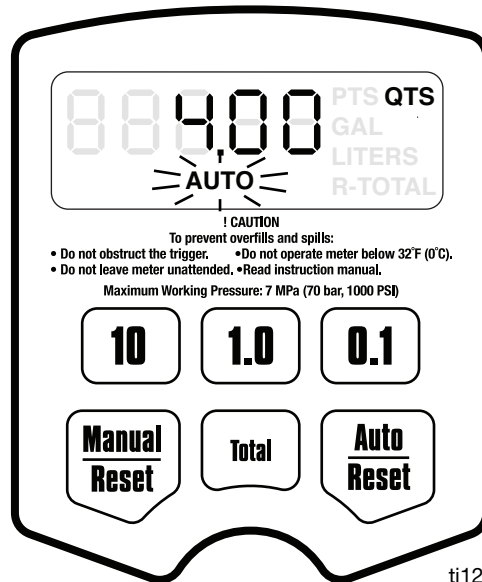 4.00 PTS QTS
GAL
LITERS
R-TOTAL
AUTO
! CAUTION
To prevent overfills and spills:
• Do not obstruct the trigger. •Do not operate meter below 32°F (0°C).
• Do not leave meter unattended. •Read instruction manual.
Maximum Working Pressure: 7 MPa (70 bar, 1000 PSI)
10 1.0 0.1
Manual Total Auto
Reset Reset
ti12